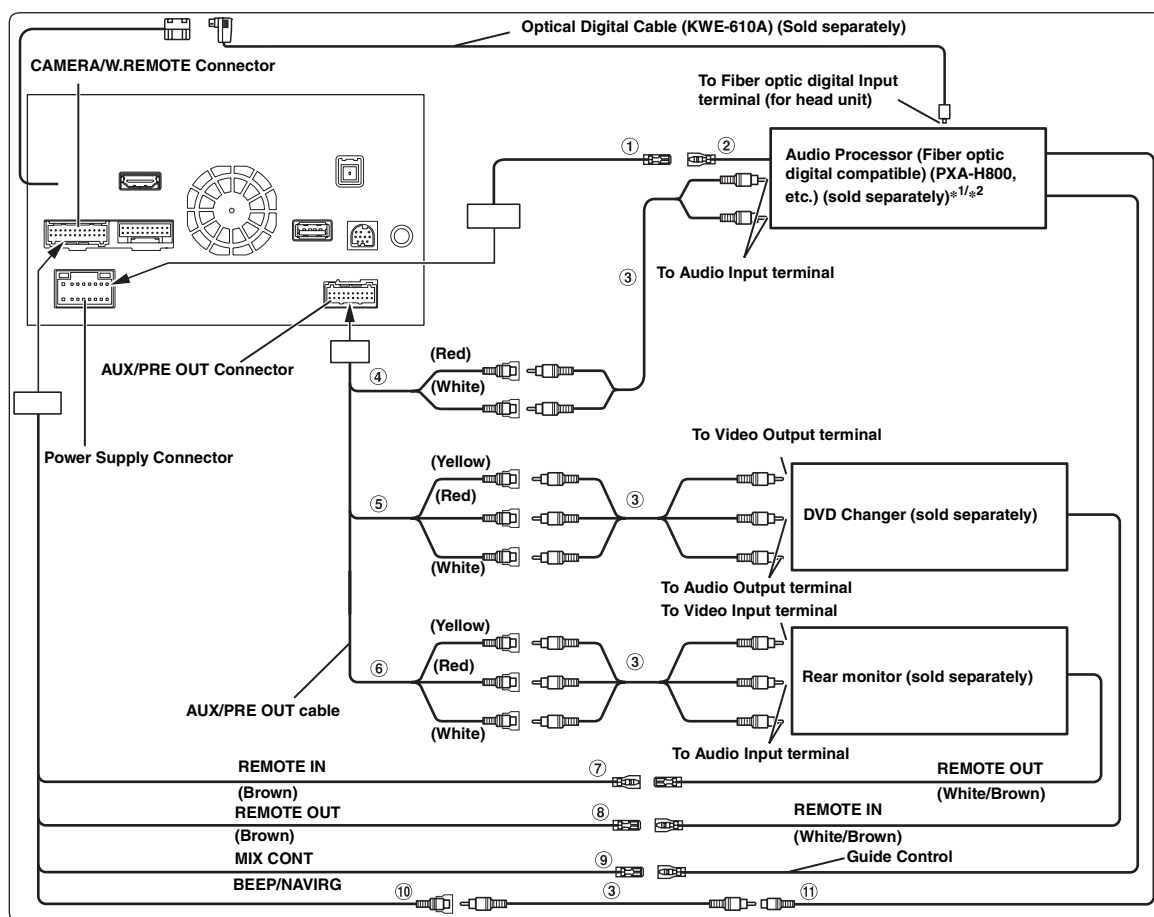 Optical Digital Cable (KWE-610A) (Sold separately)
CAMERA/W.REMOTE Connector
To Fiber optic digital Input
terminal (for head unit)
①
②
Audio Processor (Fiber optic
digital compatible) (PXA-H800,
etc.) (sold separately)*1/*2
To Audio Input terminal
③
AUX/PRE OUT Connector
④
(Red)
(White)
Power Supply Connector
To Video Output terminal
(Yellow)
⑤
(Red)
③
DVD Changer (sold separately)
(White)
To Audio Output terminal
To Video Input terminal
(Yellow)
⑥
(Red)
③
Rear monitor (sold separately)
AUX/PRE OUT cable
(White)
To Audio Input terminal
REMOTE IN
(Brown)
⑦
REMOTE OUT
(White/Brown)
REMOTE OUT
(Brown)
⑧
REMOTE IN
(White/Brown)
MIX CONT
⑨
Guide Control
BEEP/NAVIRG
⑩
③
⑪